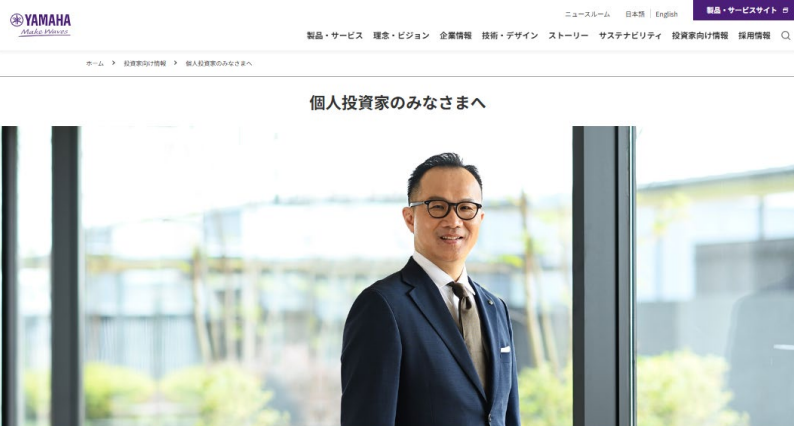 YAMAHA
Make Waves
ニュースルーム 日本語 English
製品・サービスサイト
製品・サービス 理念・ビジョン 企業情報 技術・デザイン ストーリー サステナビリティ 投資家向け情報 採用情報
ホーム 投資家向け情報 個人投資家のみなさまへ
個人投資家のみなさまへ